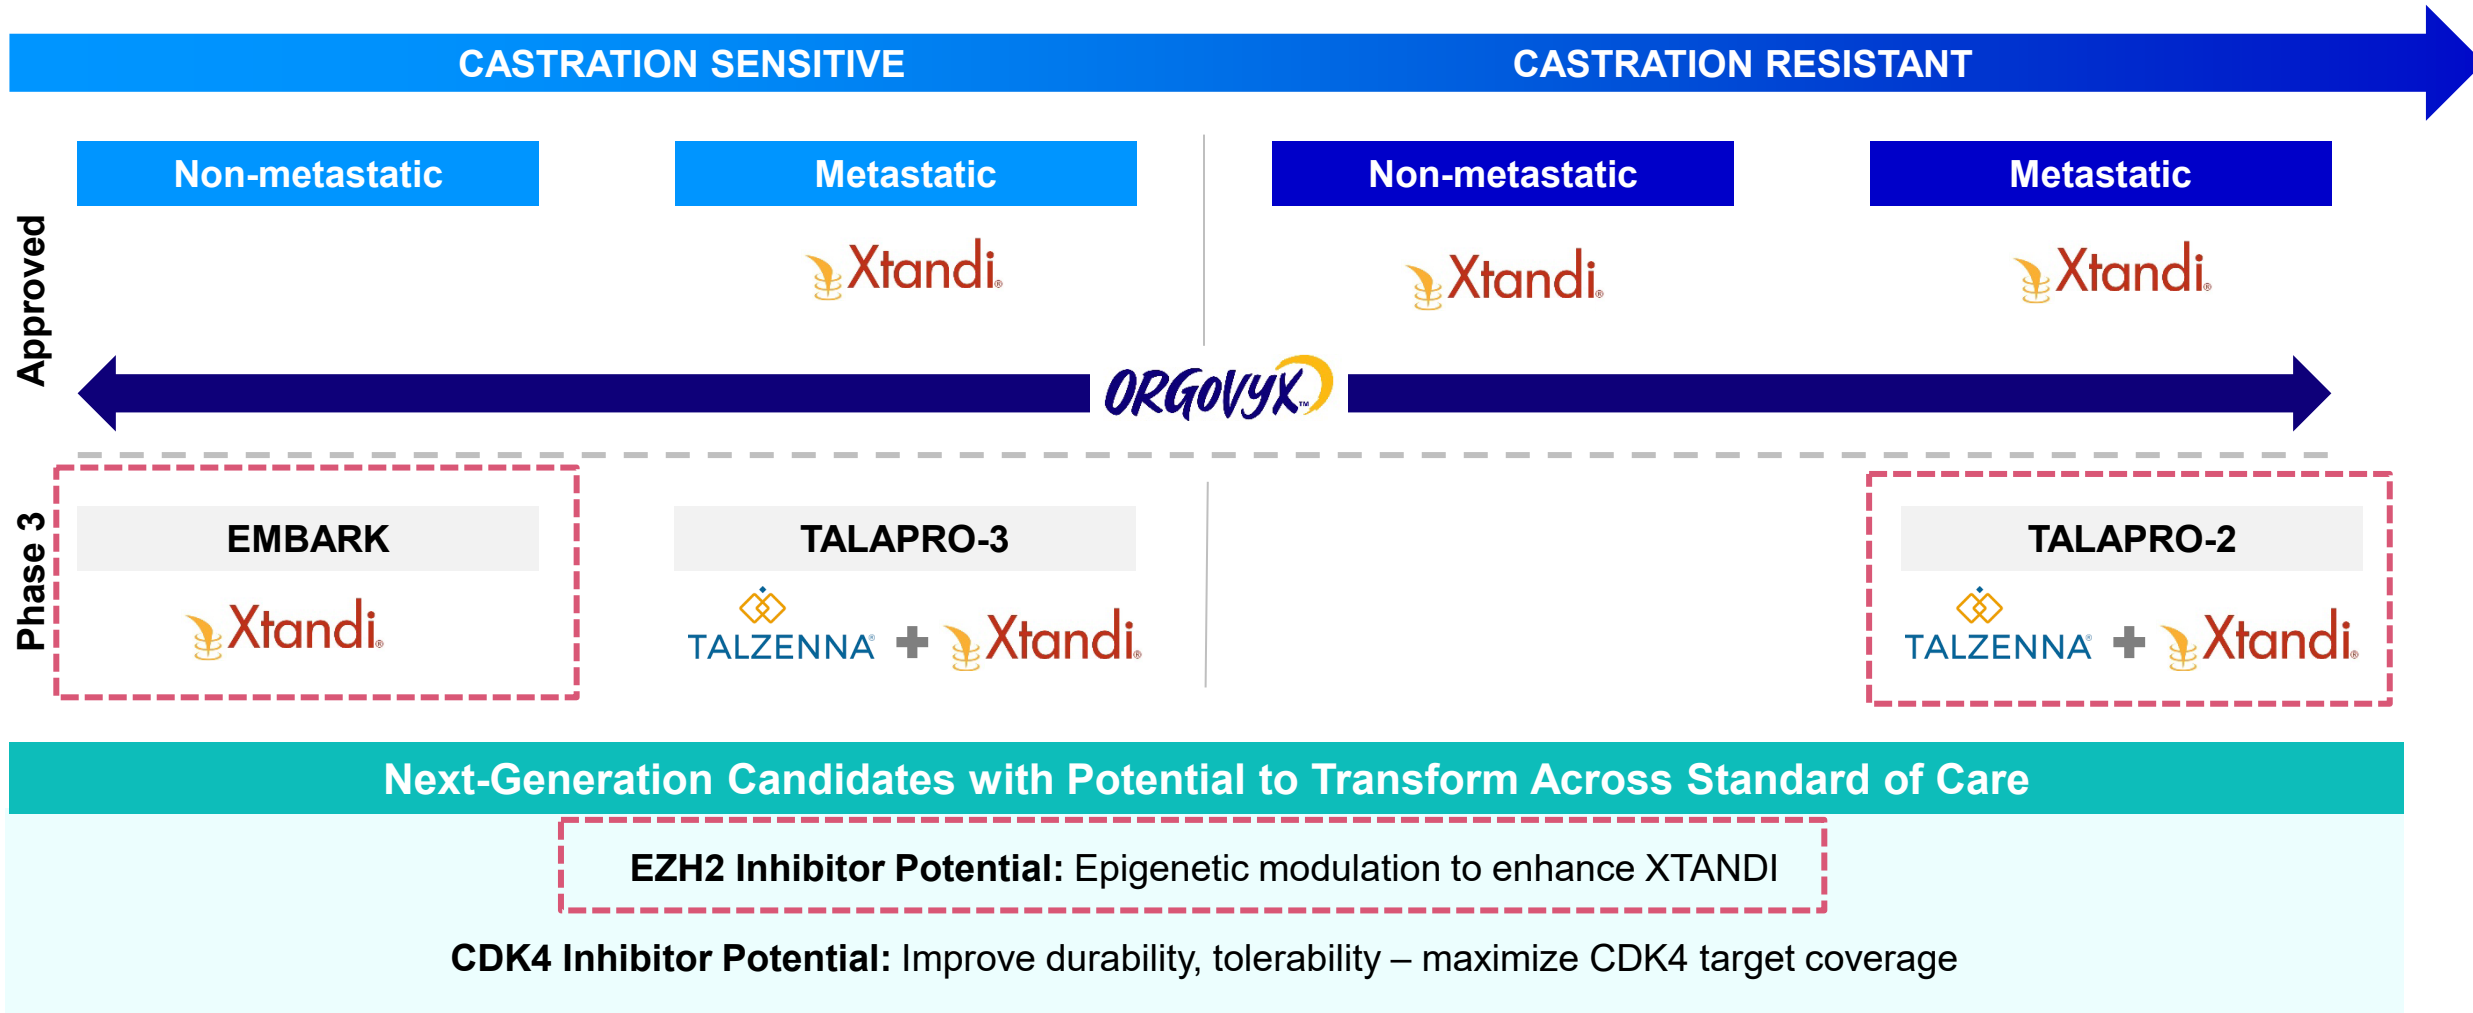 CASTRATION SENSITIVE
CASTRATION RESISTANT
Non-metastatic
Metastatic
Non-metastatic
Metastatic
Approved
Xtandi®
Xtandi®
Xtandi®
ORGOVYX™
Phase 3
EMBARK
TALAPRO-3
TALAPRO-2
Xtandi®
TALZENNA® + Xtandi®
TALZENNA® + Xtandi®
Next-Generation Candidates with Potential to Transform Across Standard of Care
EZH2 Inhibitor Potential: Epigenetic modulation to enhance XTANDI
CDK4 Inhibitor Potential: Improve durability, tolerability – maximize CDK4 target coverage